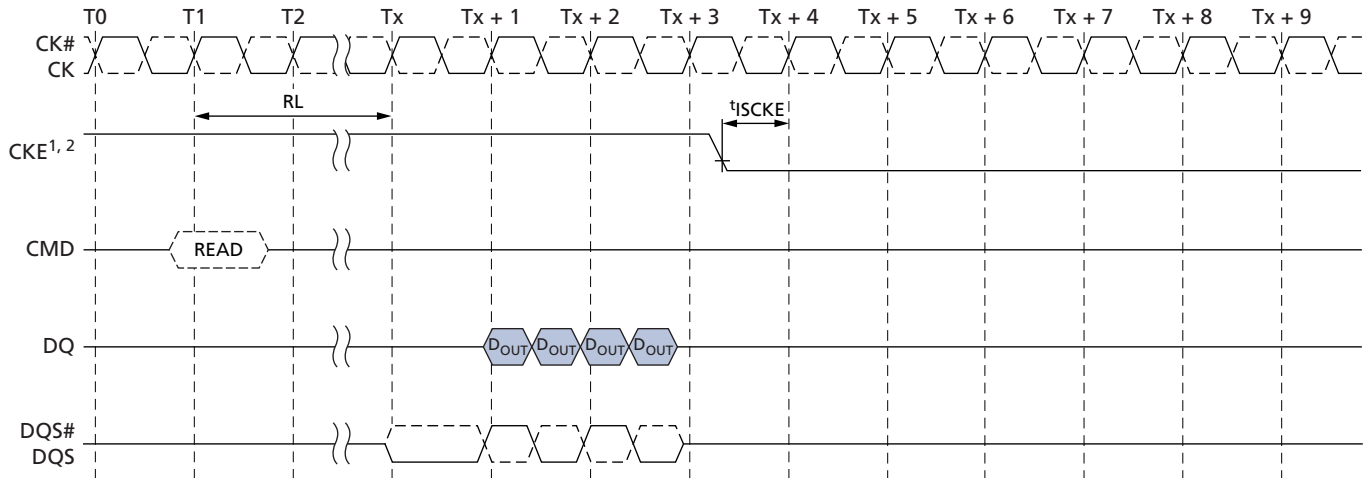 T0 T1 T2 Tx Tx + 1 Tx + 2 Tx + 3 Tx + 4 Tx + 5 Tx + 6 Tx + 7 Tx + 8 Tx + 9
CK#
CK
RL
tISCKE
CKE1, 2
CMD READ
DQ DOUT DOUT DOUT DOUT
DQS#
DQS